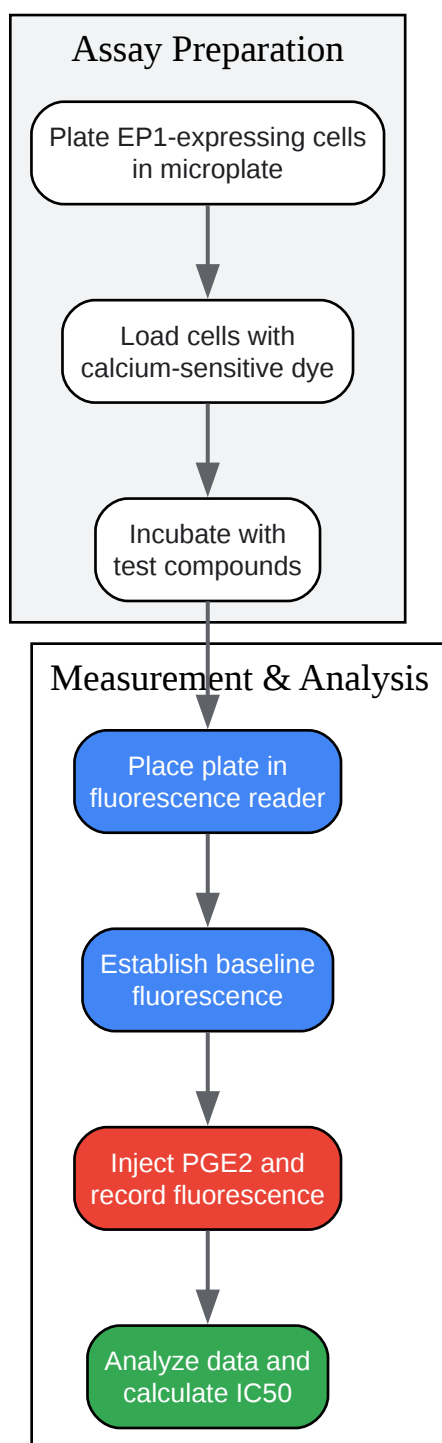 Assay Preparation
Plate EP1-expressing cells
in microplate
Load cells with
calcium-sensitive dye
Incubate with
test compounds
Measurement & Analysis
Place plate in
fluorescence reader
Establish baseline
fluorescence
Inject PGE2 and
record fluorescence
Analyze data and
calculate IC50